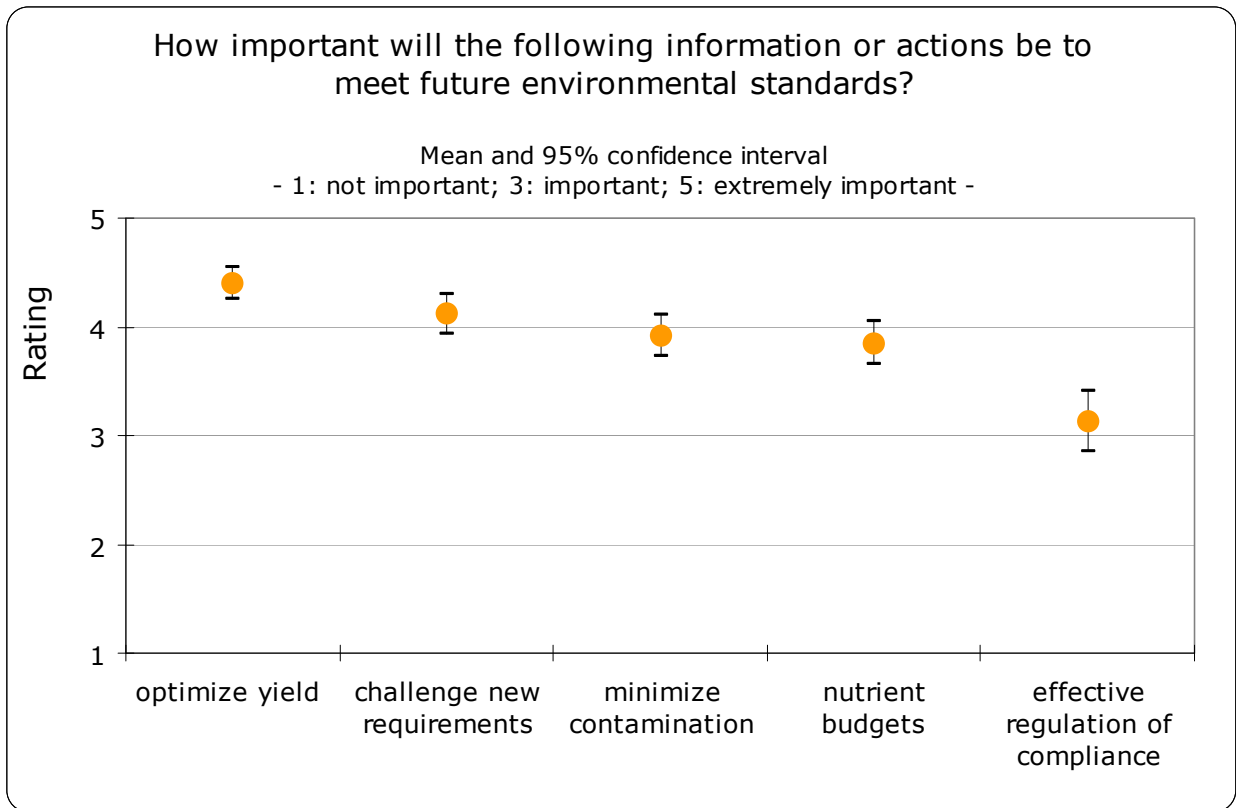 How important will the following information or actions be to
meet future environmental standards?
Mean and 95% confidence interval
- 1: not important; 3: important; 5: extremely important -
Rating
5
4
3
2
1
optimize yield
challenge new
requirements
minimize
contamination
nutrient
budgets
effective
regulation of
compliance